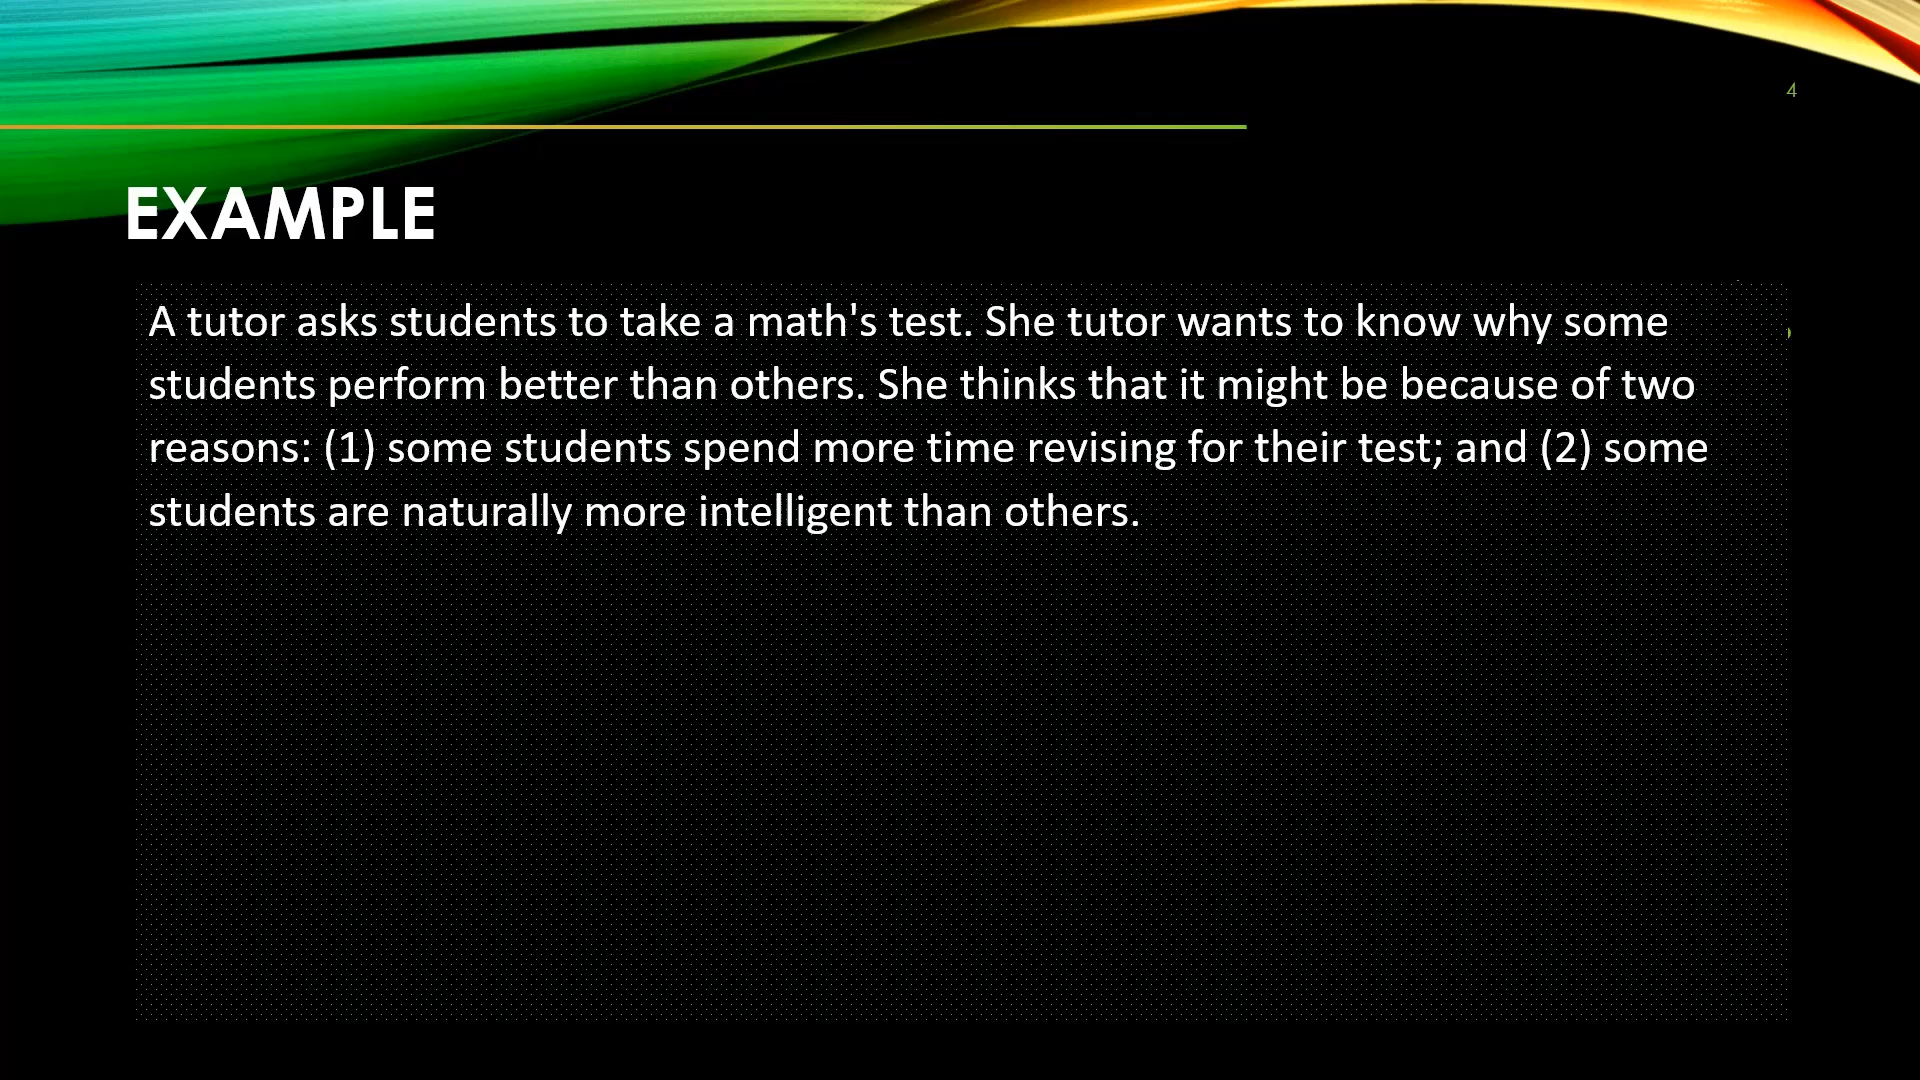 4
EXAMPLE
A tutor asks students to take a math's test. She tutor wants to know why some
students perform better than others. She thinks that it might be because of two
reasons: (1) some students spend more time revising for their test; and (2) some
students are naturally more intelligent than others.